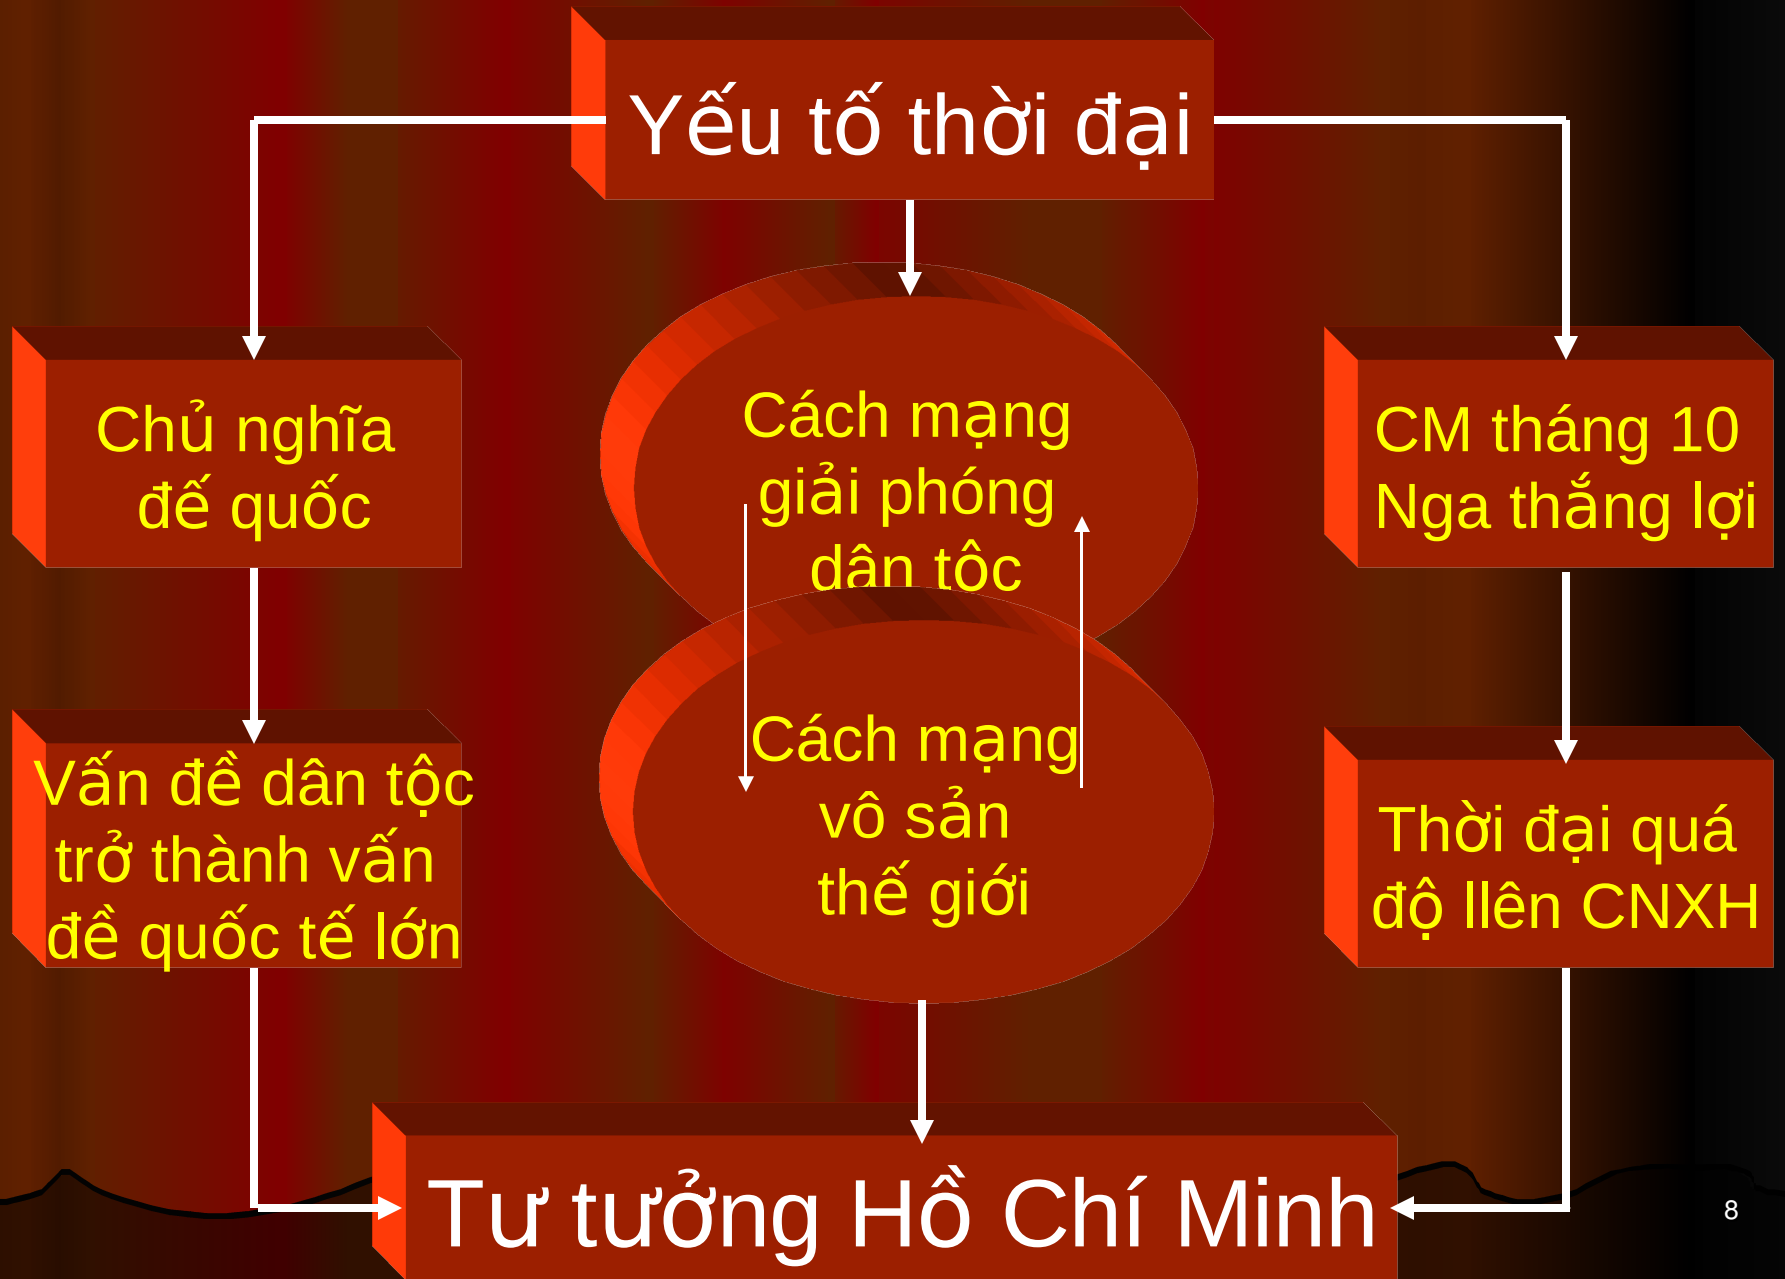 Yếu tố thời đại
Chủ nghĩa
đế quốc
Cách mạng
giải phóng
dân tộc
CM tháng 10
Nga thắng lợi
Vấn đề dân tộc
trở thành vấn
đề quốc tế lớn
Cách mạng
vô sản
thế giới
Thời đại quá
độ llên CNXH
Tư tưởng Hồ Chí Minh
8